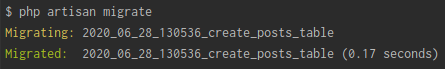 $ php artisan migrate
Migrating: 2020_06_28_130536_create_posts_table
Migrated:  2020_06_28_130536_create_posts_table (0.17 seconds)